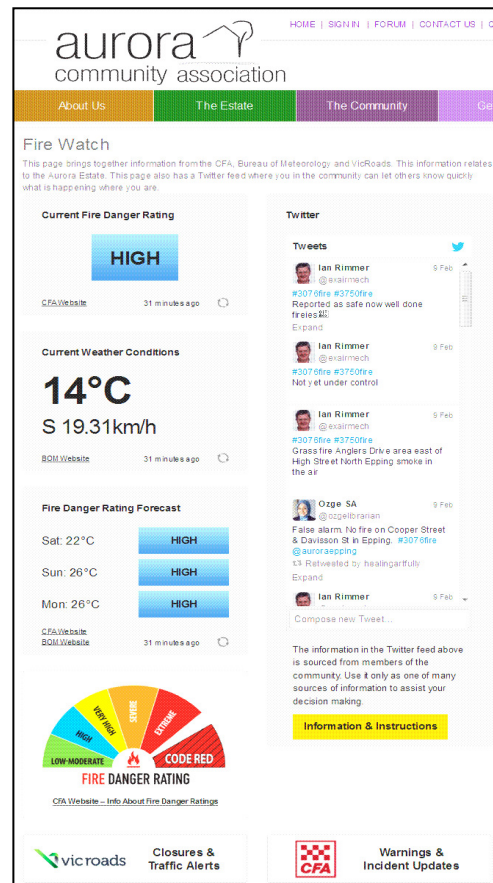 HOME | SIGN IN | FORUM | CONTACT US |
aurora
community association
About Us The Estate The Community Ge
Fire Watch
This page brings together information from the CFA, Bureau of Meteorology and VicRoads. This information relates
to the Aurora Estate. This page also has a Twitter feed where you in the community can let others know quickly
what is happening where you are.
Current Fire Danger Rating
HIGH
CFA Website 31 minutes ago
Current Weather Conditions
14°C
S 19.31km/h
BOM Website 31 minutes ago
Fire Danger Rating Forecast
Sat: 22°C HIGH
Sun: 26°C HIGH
Mon: 26°C HIGH
CFA Website
BOM Website 31 minutes ago
LOW-MODERATE HIGH VERY HIGH SEVERE EXTREME CODE RED
FIRE DANGER RATING
CFA Website – Info About Fire Danger Ratings
Twitter
Tweets
Ian Rimmer 9 Feb
@exairmech
#3076fire #3750fire
Reported as safe now well done
fireies
Expand
Ian Rimmer 9 Feb
@exairmech
#3076fire #3750fire
Not yet under control
Ian Rimmer 9 Feb
@exairmech
#3076fire #3750fire
Grass fire Anglers Drive area east of
High Street North Epping smoke in
the air
Ozge SA 9 Feb
@ozgelibrarian
False alarm. No fire on Cooper Street
& Davisson St in Epping. #3076fire
@auroraepping
Retweeted by healingartfully
Expand
Ian Rimmer 9 Feb
Compose new Tweet...
The information in the Twitter feed above
is sourced from members of the
community. Use it only as one of many
sources of information to assist your
decision making.
Information & Instructions
vicroads
Closures &
Traffic Alerts
CFA
Warnings &
Incident Updates